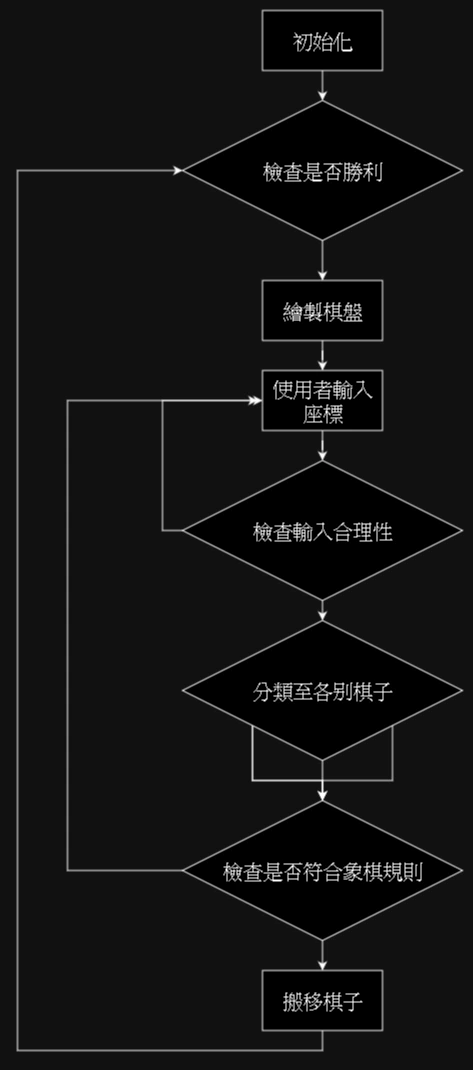 初始化
檢查是否勝利
繪製棋盤
使用者輸入
座標
檢查輸入合理性
分類至各別棋子
檢查是否符合象棋規則
搬移棋子